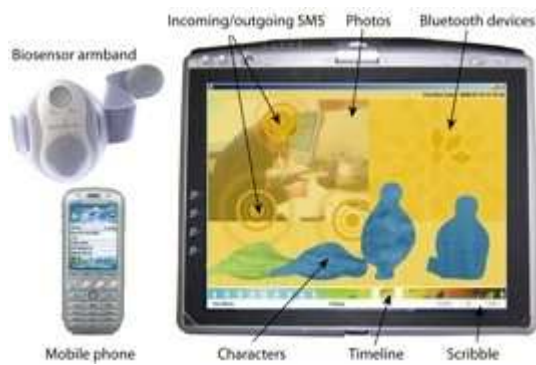 Incoming/outgoing SMS
Photos
Bluetooth devices
Biosensor armband
Mobile phone
Characters
Timeline
Scribble